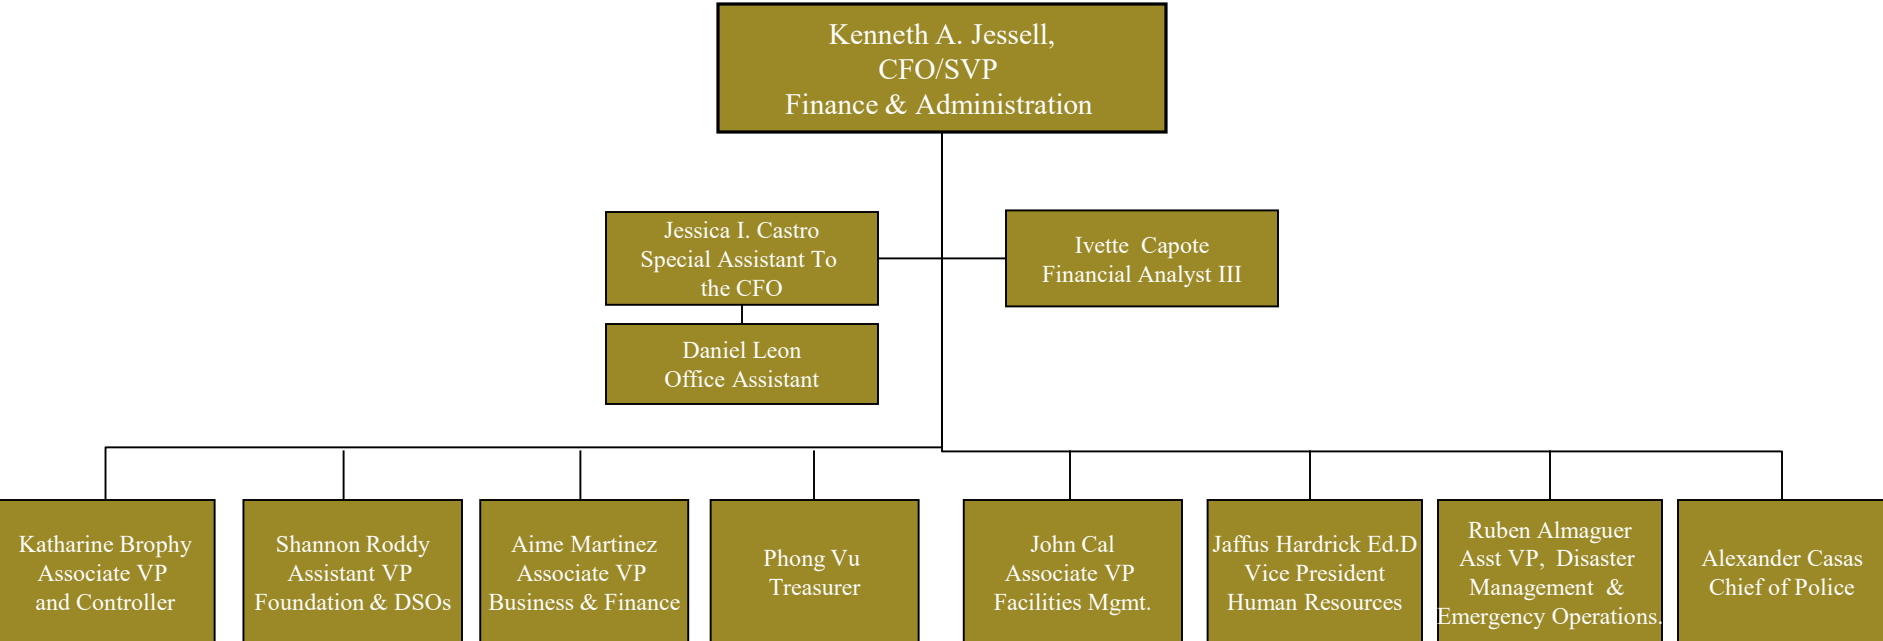 Kenneth A. Jessell,
CFO/SVP
Finance & Administration
Jessica I. Castro
Special Assistant To
the CFO
Ivette  Capote
Financial Analyst III
Daniel Leon
Office Assistant
Katharine Brophy
Associate VP
and Controller
Shannon Roddy
Assistant VP
Foundation & DSOs
Aime Martinez
Associate VP
Business & Finance
Phong Vu
Treasurer
John Cal
Associate VP
Facilities Mgmt.
Jaffus Hardrick Ed.D
Vice President
Human Resources
Ruben Almaguer
Asst VP,  Disaster
Management  &
Emergency Operations.
Alexander Casas
Chief of Police